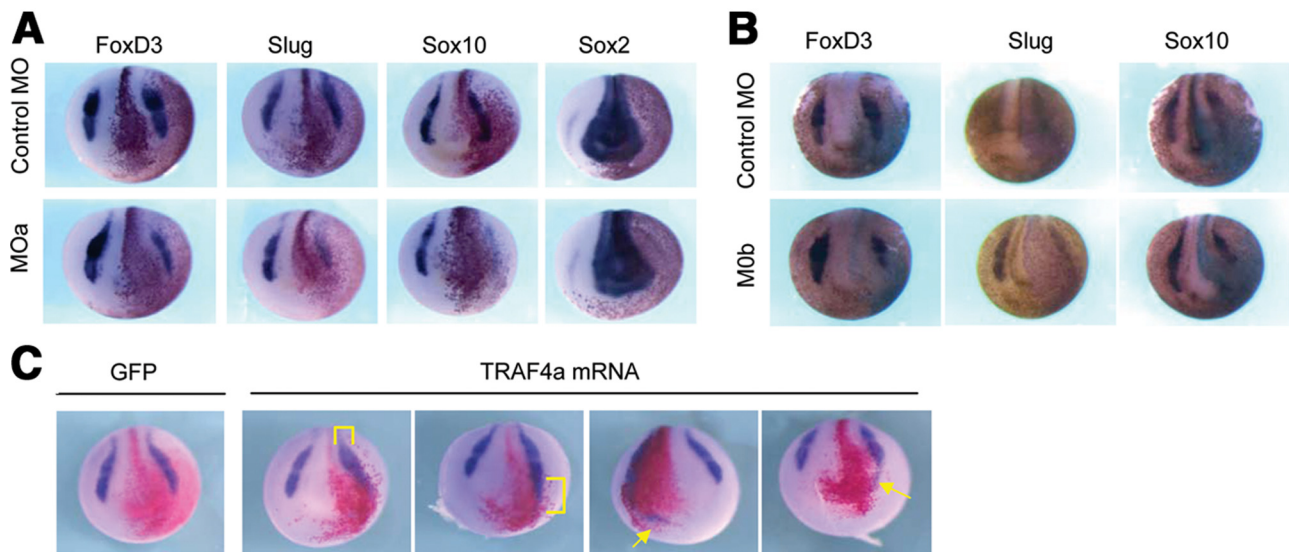 A
FoxD3 Slug Sox10 Sox2
Control MO
MOa
B
FoxD3 Slug Sox10
Control MO
M0b
C
GFP TRAF4a mRNA